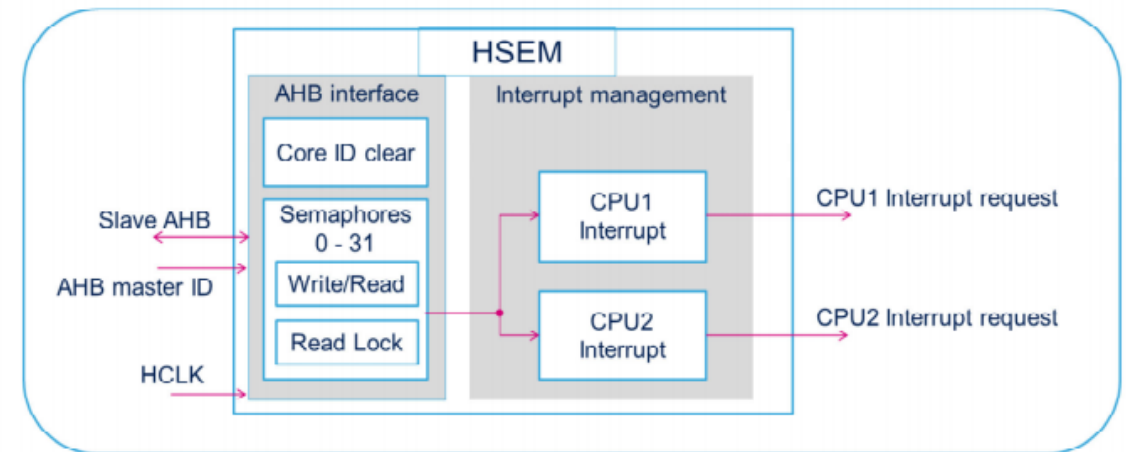 HSEM
AHB interface
Interrupt management
Core ID clear
Semaphores
0 - 31
Write/Read
Read Lock
Slave AHB
AHB master ID
HCLK
CPU1
Interrupt
CPU2
Interrupt
CPU1 Interrupt request
CPU2 Interrupt request